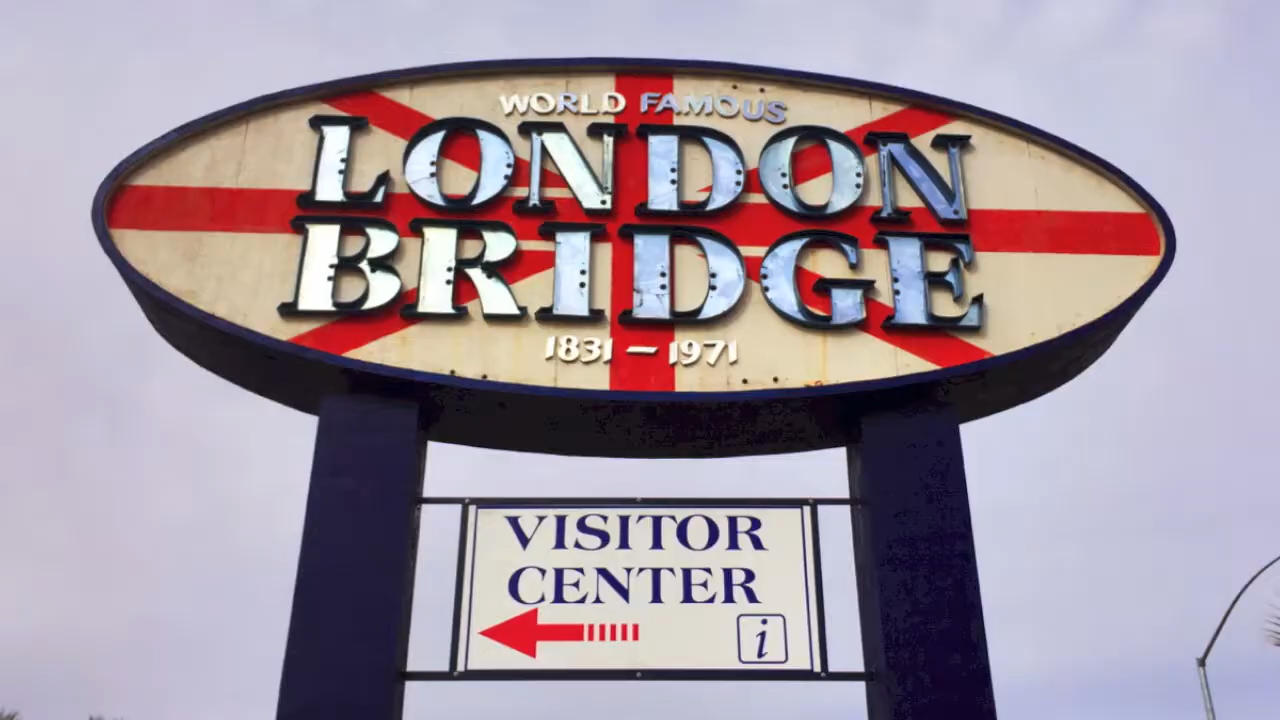 WORLD FAMOUS
LONDON
BRIDGE
1831 – 1971
VISITOR
CENTER
i